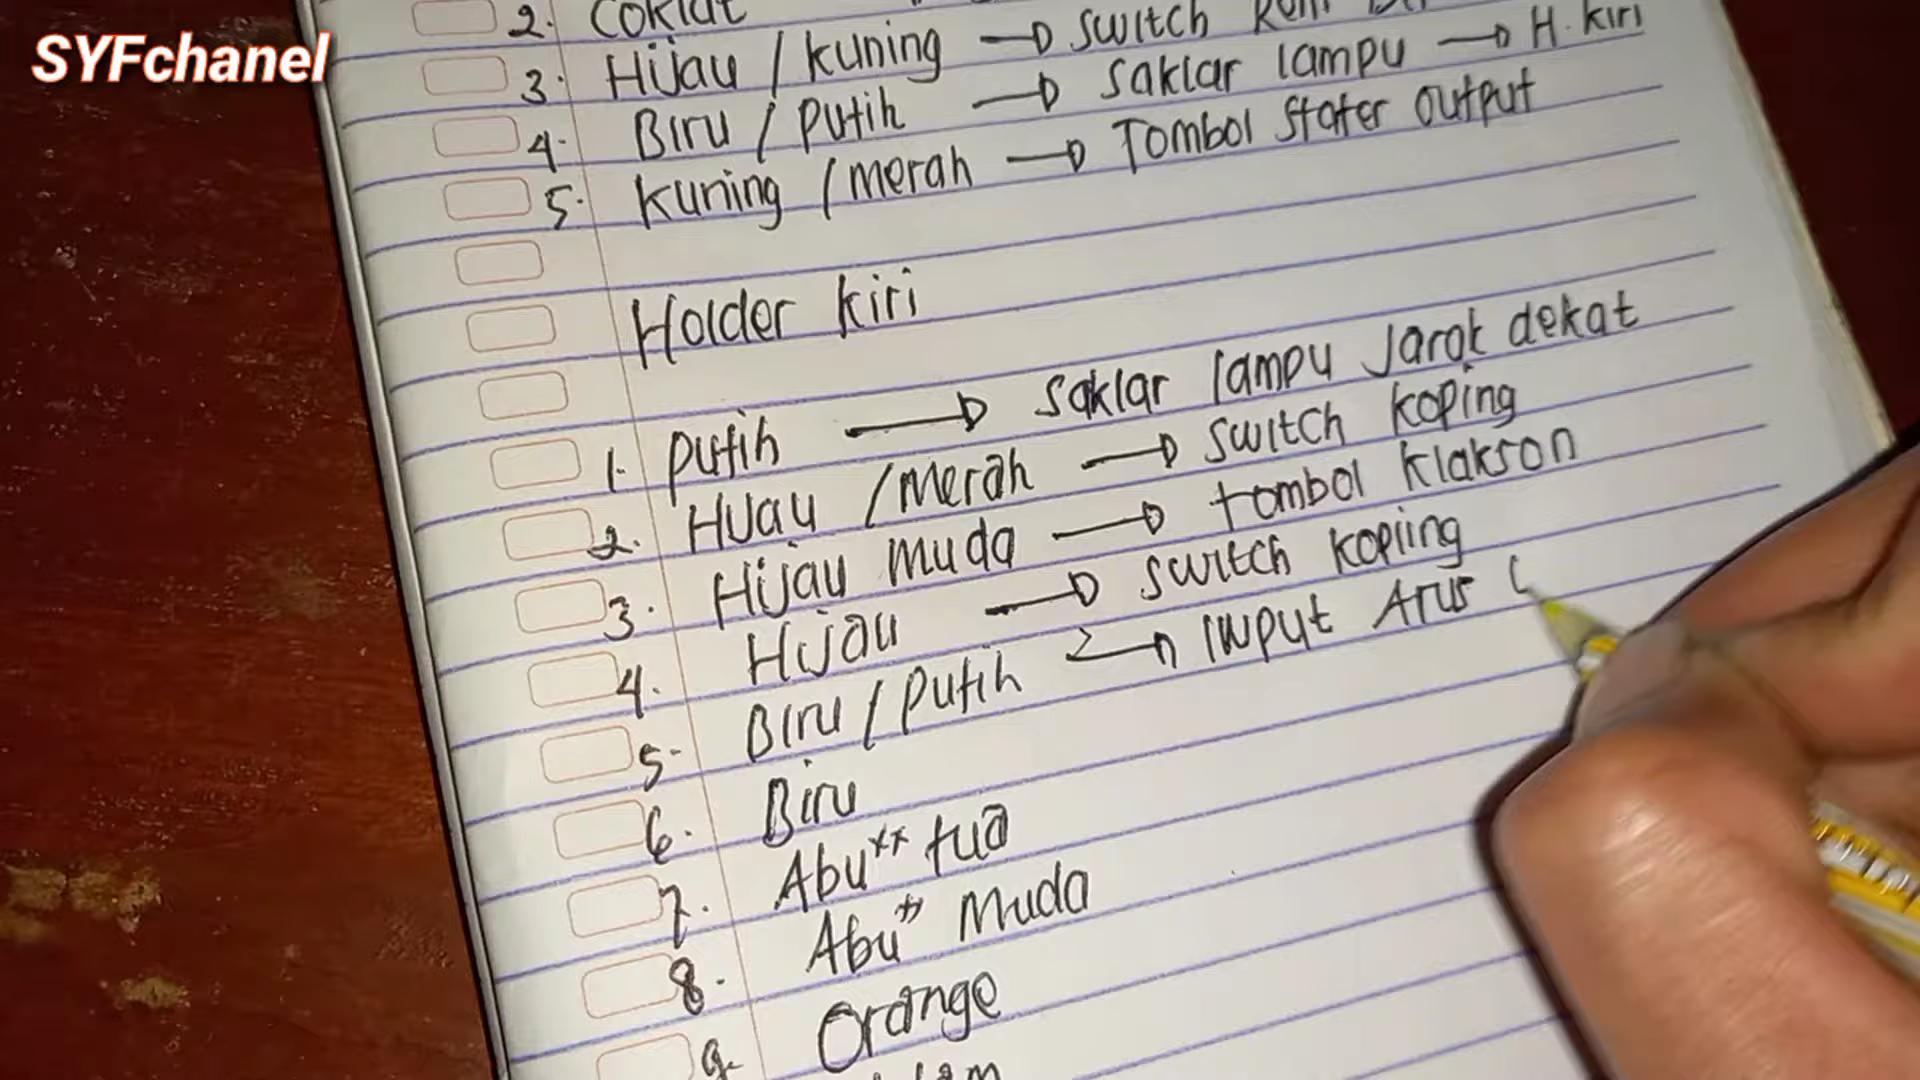 SYFchanel
2. Coklat
3. Hijau / kuning → switch Rem
4. Biru / putih → saklar lampu → H. kiri
5. kuning / merah → Tombol stater output
Holder kiri
1. putih → saklar lampu Jarak dekat
2. Hijau / merah → switch koping
3. Hijau muda → tombol klakson
4. Hijau → switch kopiing
5. Biru / putih → INput Arus (
6. Biru
7. Abu** tua
8. Abu** Muda
9. Orange